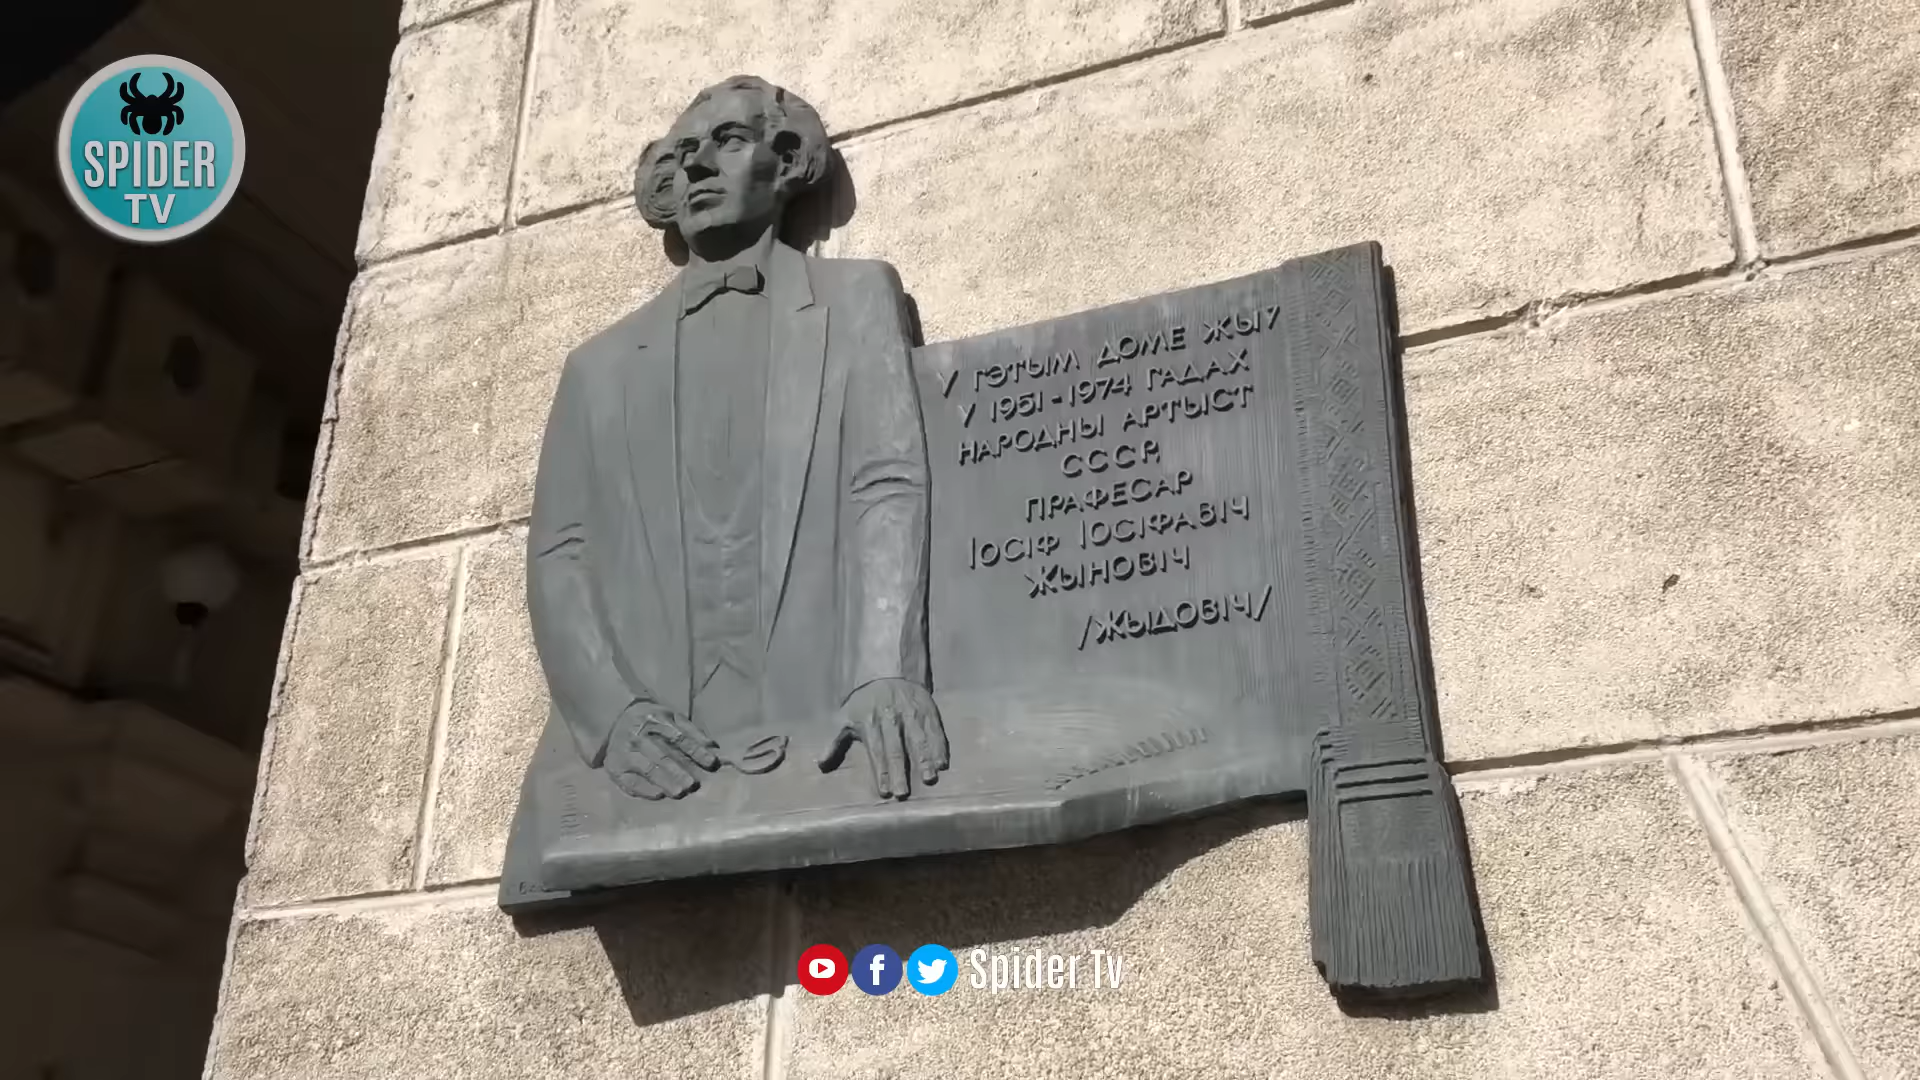 SPIDER
TV
У ГЭТЫМ ДОМЕ ЖЫЎ
У 1951-1974 ГАДАХ
НАРОДНЫ АРТЫСТ
СССР,
ПРАФЕСАР
ІОСІФ ІОСІФАВІЧ
ЖЫНОВІЧ
/ЖЫДОВІЧ/
Spider Tv